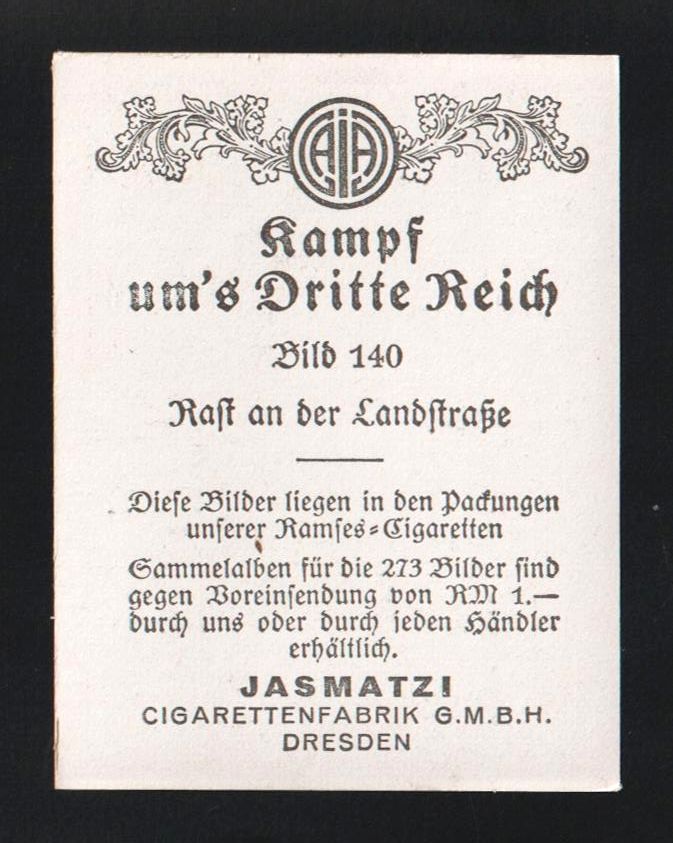 AJA
Kampf
um's Dritte Reich
Bild 140
Rast an der Landstraße
Diese Bilder liegen in den Packungen
unserer Ramses=Cigaretten
Sammelalben für die 273 Bilder sind
gegen Voreinsendung von RM 1.—
durch uns oder durch jeden Händler
erhältlich.
JASMATZI
CIGARETTENFABRIK G.M.B.H.
DRESDEN